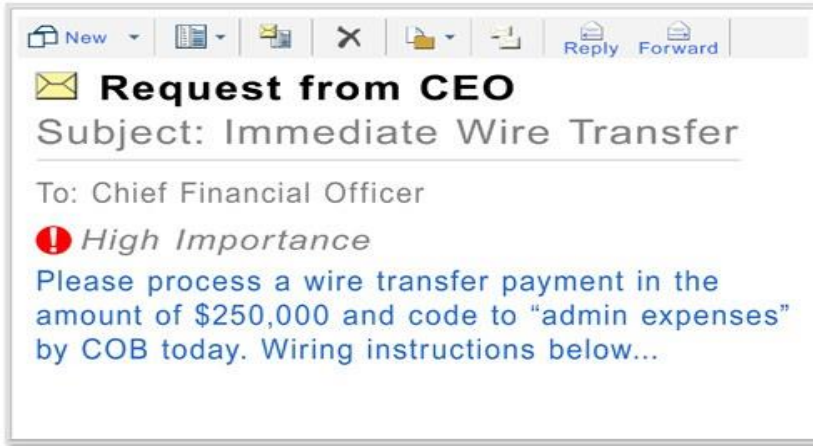 New
Reply Forward
Request from CEO
Subject: Immediate Wire Transfer
To: Chief Financial Officer
! High Importance
Please process a wire transfer payment in the
amount of $250,000 and code to “admin expenses”
by COB today. Wiring instructions below...